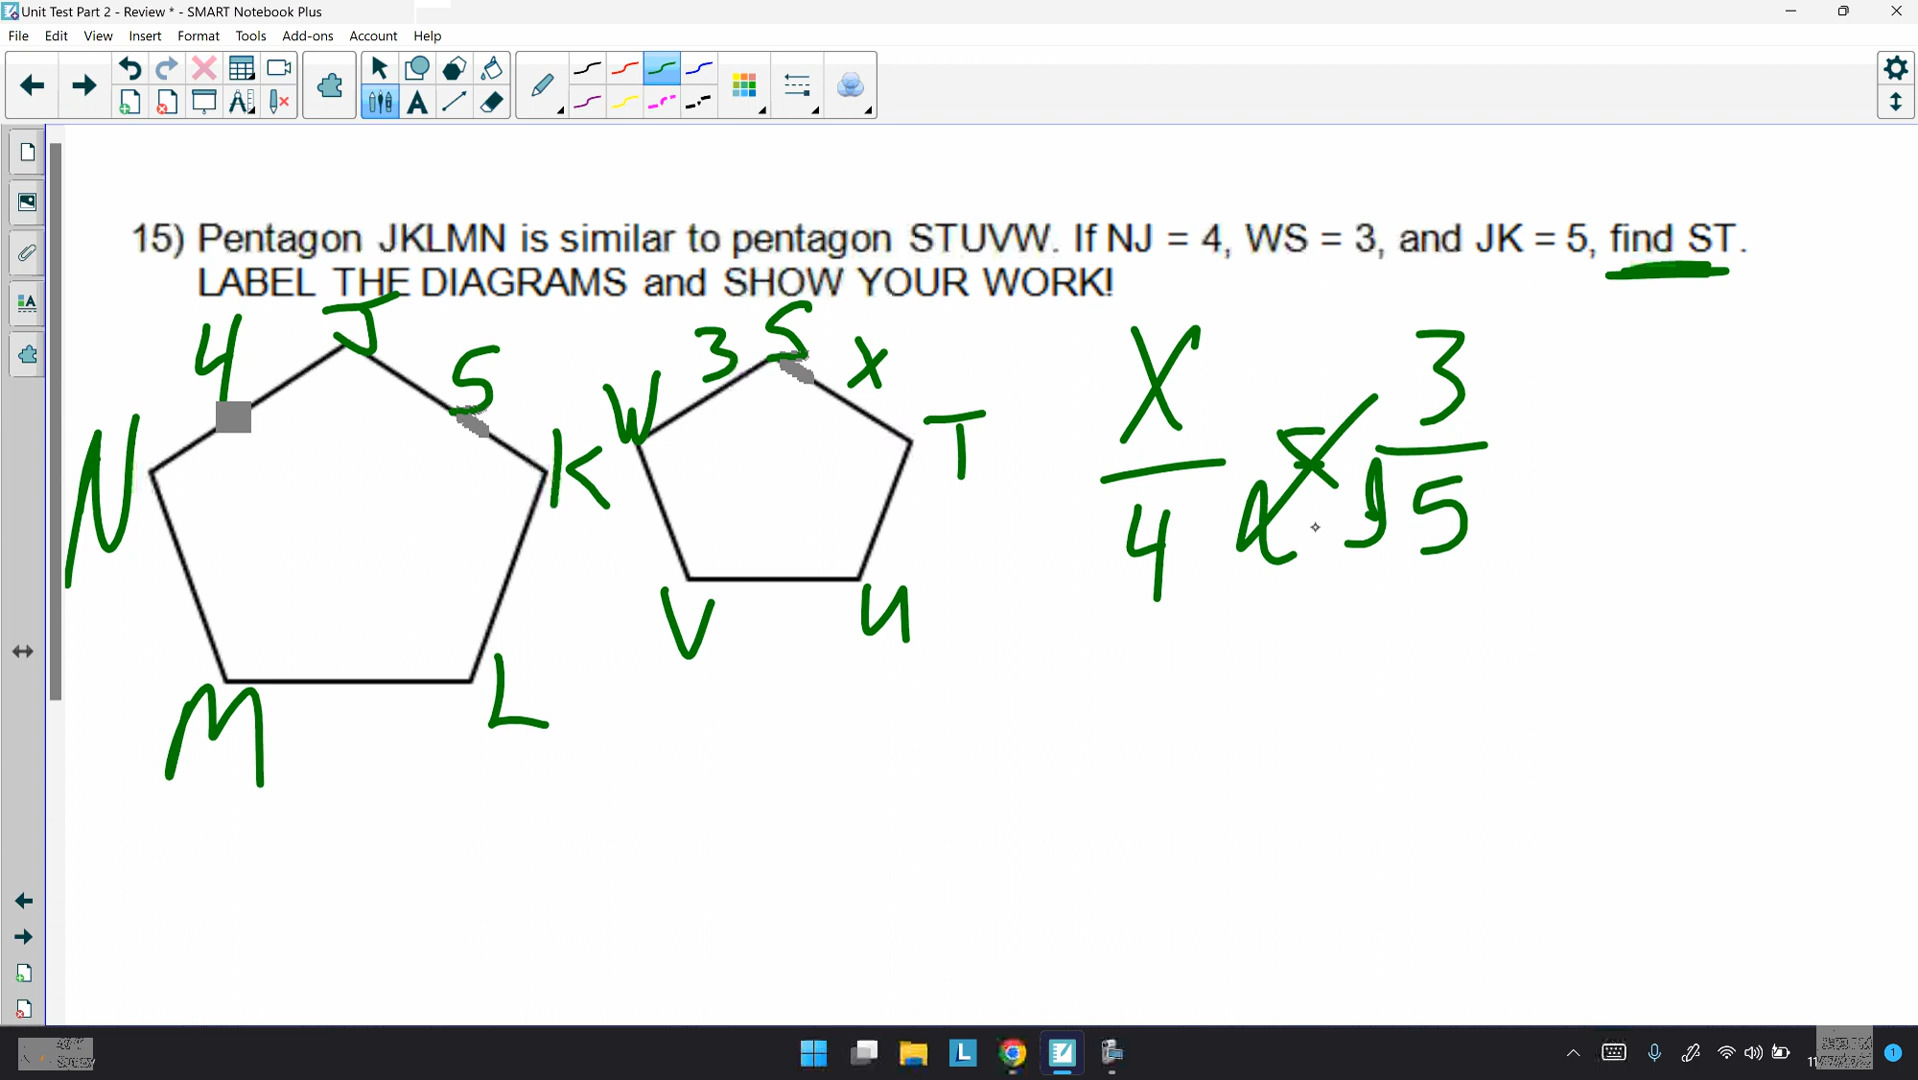 Unit Test Part 2 - Review * - SMART Notebook Plus
File Edit View Insert Format Tools Add-ons Account Help
15) Pentagon JKLMN is similar to pentagon STUVW. If NJ = 4, WS = 3, and JK = 5, find ST.
LABEL THE DIAGRAMS and SHOW YOUR WORK!
4 J 5 K L M N
3 S x T U V W
X 3
4 5